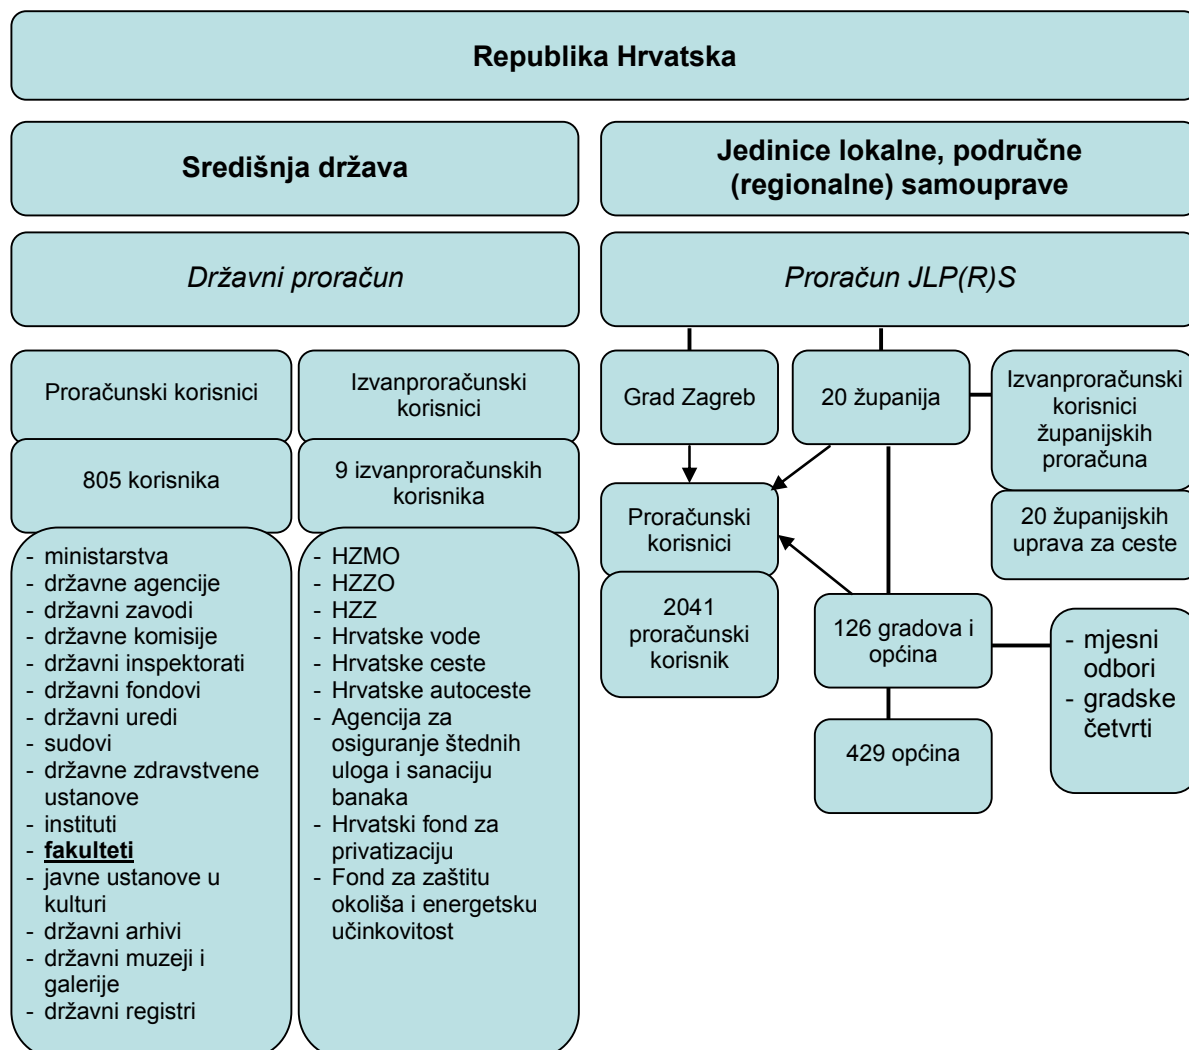 Republika Hrvatska
Središnja država
Jedinice lokalne, područne
(regionalne) samouprave
Državni proračun
Proračun JLP(R)S
Proračunski korisnici
Izvanproračunski
korisnici
805 korisnika
9 izvanproračunskih
korisnika
- ministarstva
- državne agencije
- državni zavodi
- državne komisije
- državni inspektorati
- državni fondovi
- državni uredi
- sudovi
- državne zdravstvene
ustanove
- instituti
- fakulteti
- javne ustanove u
kulturi
- državni arhivi
- državni muzeji i
galerije
- državni registri
- HZMO
- HZZO
- HZZ
- Hrvatske vode
- Hrvatske ceste
- Hrvatske autoceste
- Agencija za
osiguranje štednih
uloga i sanaciju
banaka
- Hrvatski fond za
privatizaciju
- Fond za zaštitu
okoliša i energetsku
učinkovitost
Grad Zagreb
20 županija
Izvanproračunski
korisnici
županijskih
proračuna
20 županijskih
uprava za ceste
Proračunski
korisnici
2041
proračunski
korisnik
126 gradova i
općina
- mjesni
odbori
- gradske
četvrti
429 općina